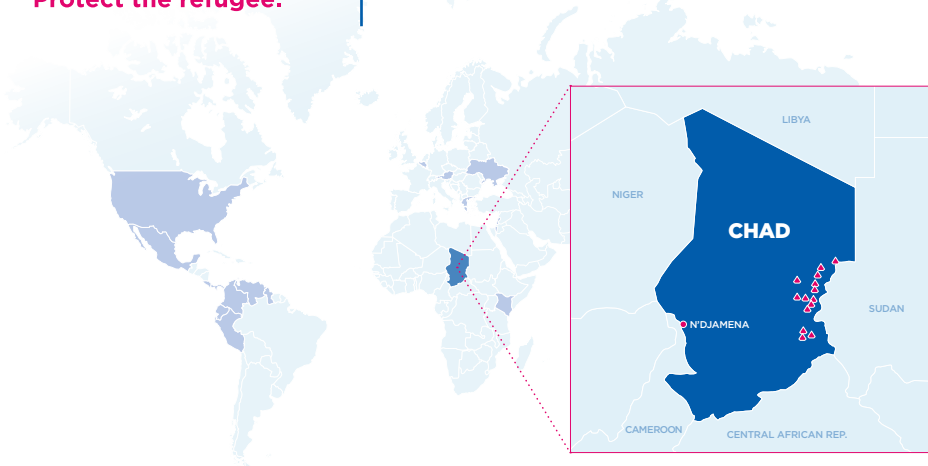 Protect the refugee.
LIBYA
NIGER
CHAD
SUDAN
N'DJAMENA
CAMEROON
CENTRAL AFRICAN REP.